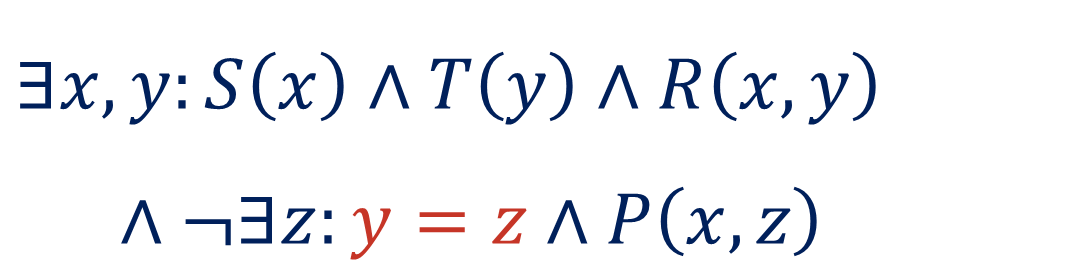 ∃x, y: S(x) ∧ T(y) ∧ R(x, y)
∧ ¬∃z: y = z ∧ P(x, z)